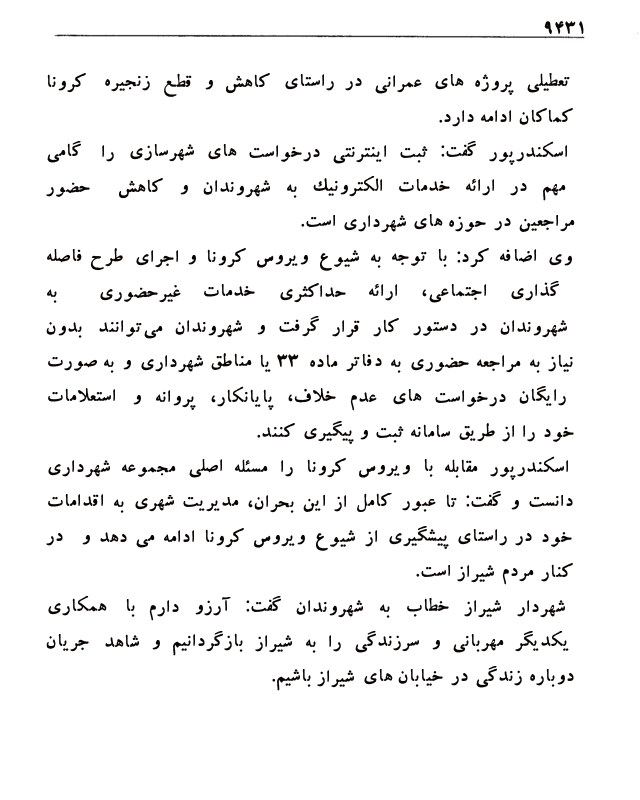 ۹۴۳۱
تعطیلی پروژه های عمرانی در راستای کاهش و قطع زنجیره کرونا
کماکان ادامه دارد.
اسکندرپور گفت: ثبت اینترنتی درخواست های شهرسازی را گامی
مهم در ارائه خدمات الکترونیك به شهروندان و کاهش حضور
مراجعین در حوزه های شهرداری است.
وی اضافه کرد: با توجه به شیوع ویروس کرونا و اجرای طرح فاصله
گذاری اجتماعی، ارائه حداکثری خدمات غیرحضوری به
شهروندان در دستور کار قرار گرفت و شهروندان می‌توانند بدون
نیاز به مراجعه حضوری به دفاتر ماده ۳۳ یا مناطق شهرداری و به صورت
رایگان درخواست های عدم خلاف، پایانکار، پروانه و استعلامات
خود را از طریق سامانه ثبت و پیگیری کنند.
اسکندرپور مقابله با ویروس کرونا را مسئله اصلی مجموعه شهرداری
دانست و گفت: تا عبور کامل از این بحران، مدیریت شهری به اقدامات
خود در راستای پیشگیری از شیوع ویروس کرونا ادامه می دهد و در
کنار مردم شیراز است.
شهردار شیراز خطاب به شهروندان گفت: آرزو دارم با همکاری
یکدیگر مهربانی و سرزندگی را به شیراز بازگردانیم و شاهد جریان
دوباره زندگی در خیابان های شیراز باشیم.